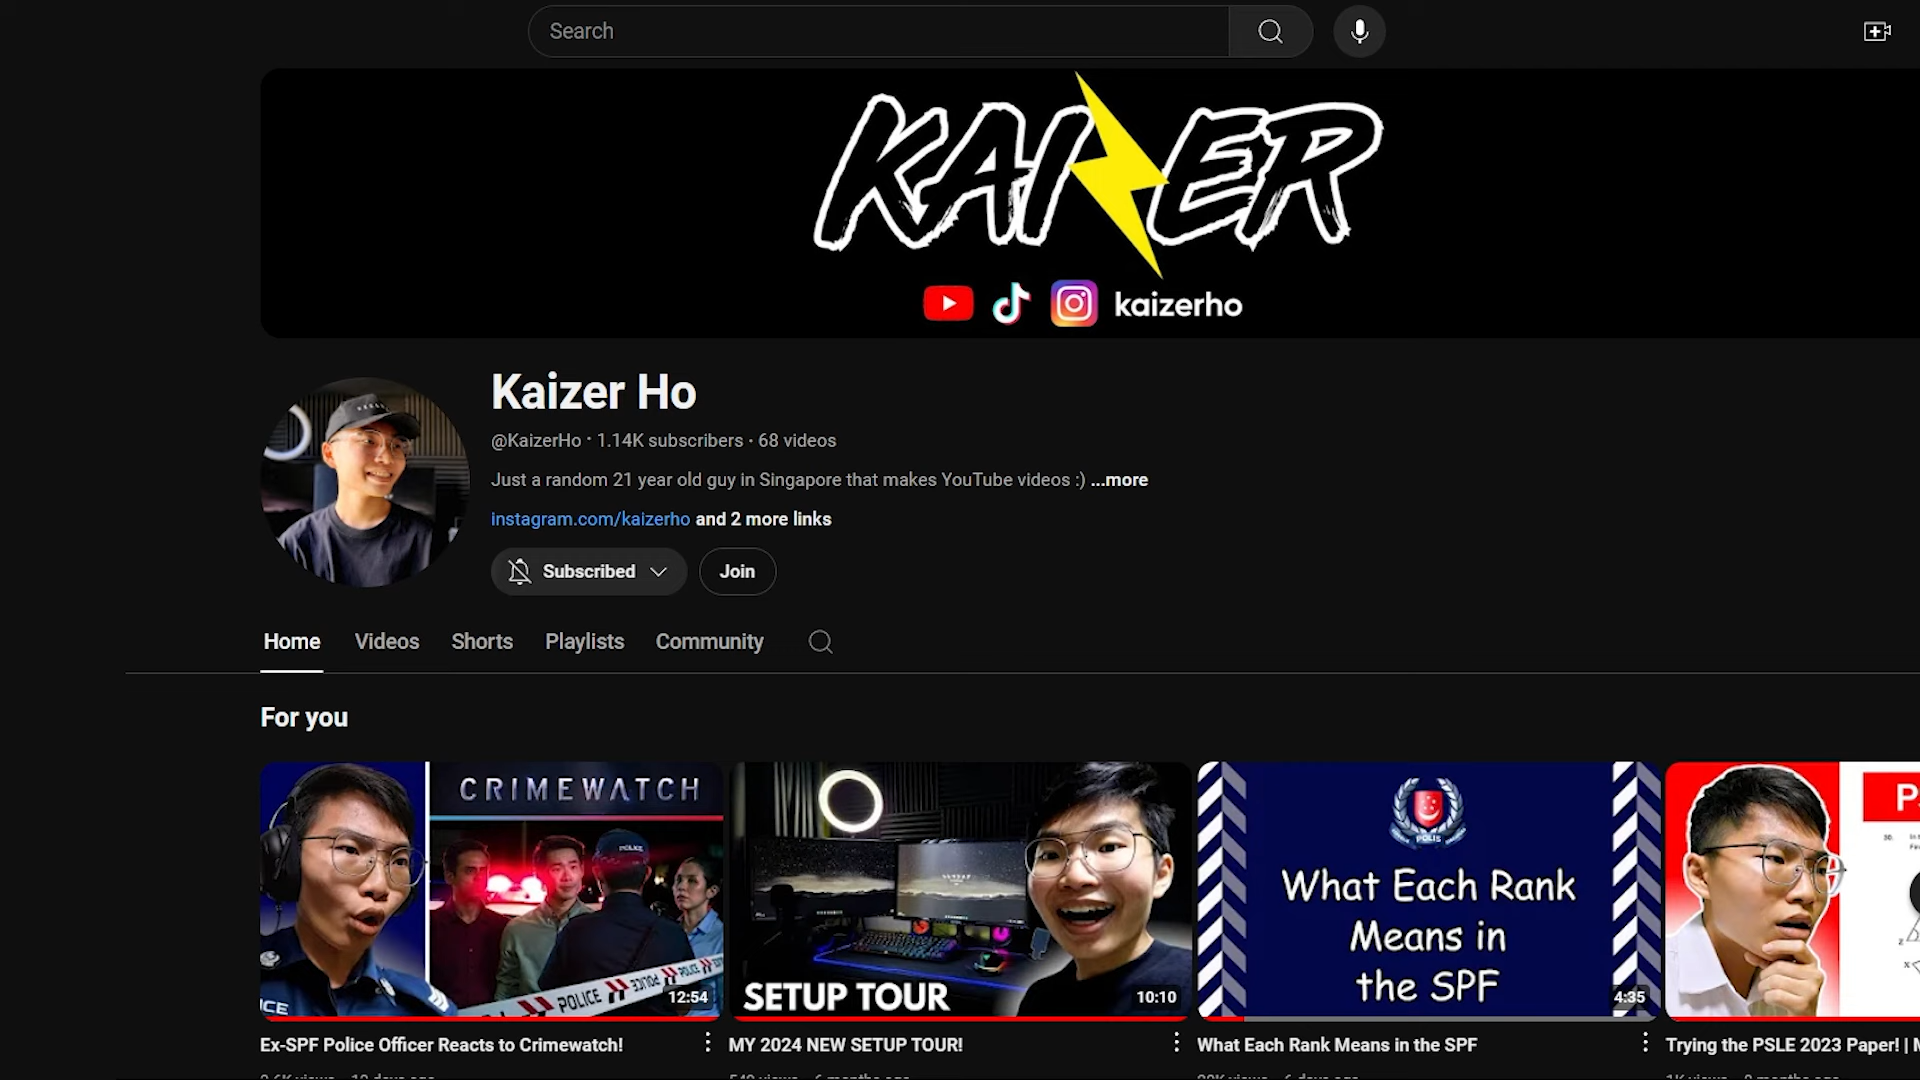 Search
KAIZER
kaizerho
Kaizer Ho
@KaizerHo · 1.14K subscribers · 68 videos
Just a random 21 year old guy in Singapore that makes YouTube videos :) ...more
instagram.com/kaizerho and 2 more links
Subscribed
Join
Home
Videos
Shorts
Playlists
Community
For you
CRIMEWATCH
POLICE
POLICE
POLICE
12:54
SETUP TOUR
10:10
POLIS
What Each Rank
Means in
the SPF
4:35
30.
Ex-SPF Police Officer Reacts to Crimewatch!
MY 2024 NEW SETUP TOUR!
What Each Rank Means in the SPF
Trying the PSLE 2023 Paper! |